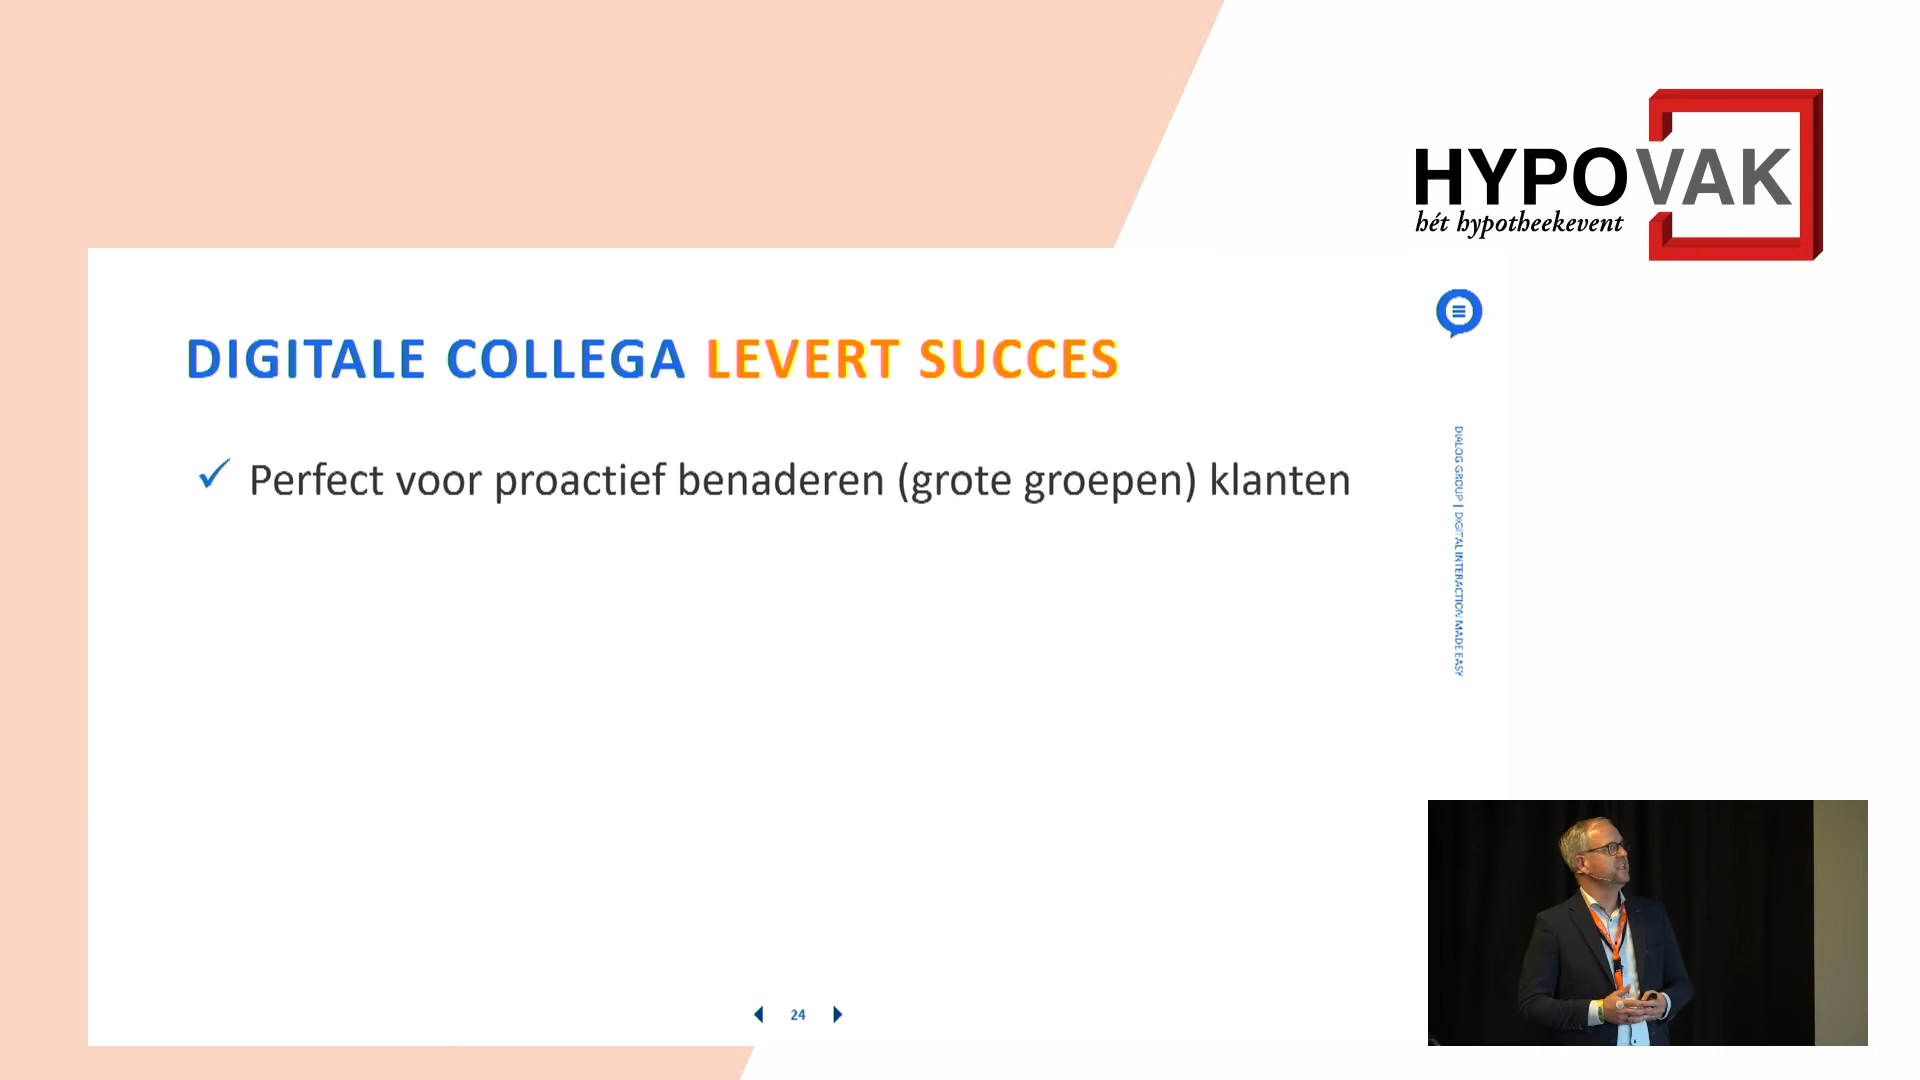 HYPOVAK
hét hypotheekevent
DIGITALE COLLEGA LEVERT SUCCES
✓ Perfect voor proactief benaderen (grote groepen) klanten
DIALOG GROUP | DIGITAL INTERACTION MADE EASY
24